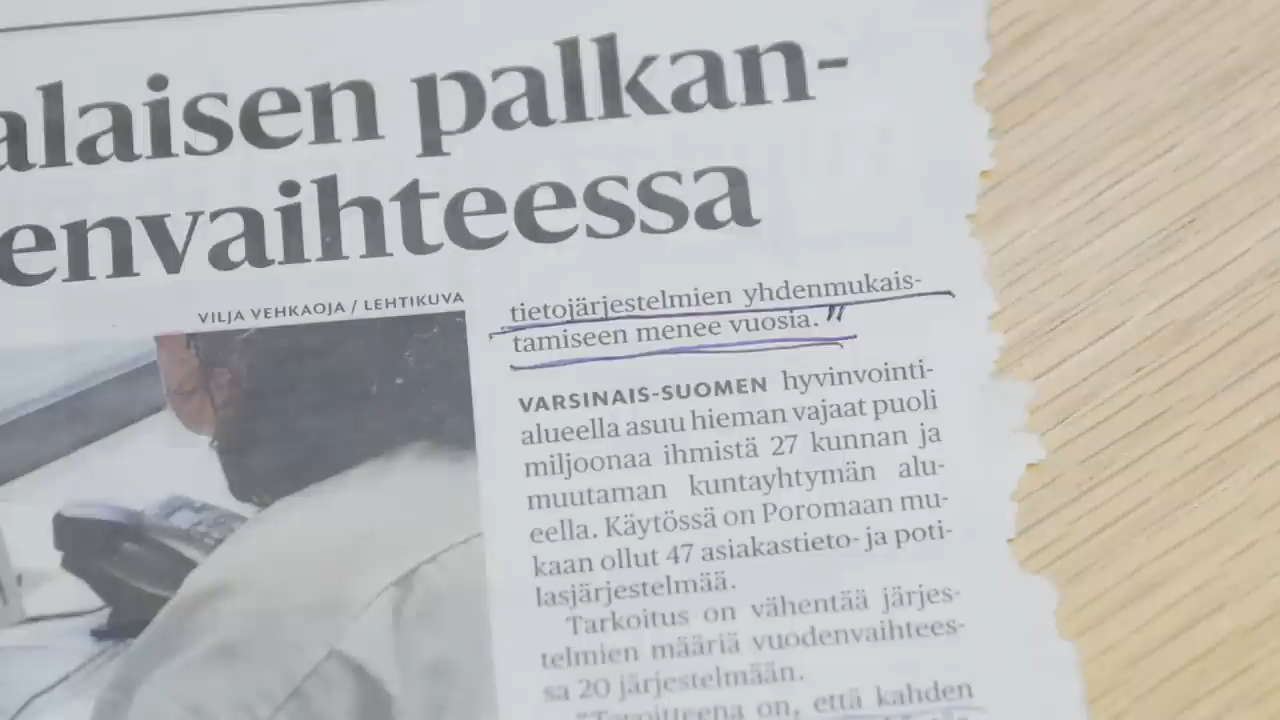 alaisen palkan-
envaihteessa
VILJA VEHKAOJA / LEHTIKUVA
tietojärjestelmien yhdenmukais-
tamiseen menee vuosia."
VARSINAIS-SUOMEN hyvinvointi-
alueella asuu hieman vajaat puoli
miljoonaa ihmistä 27 kunnan ja
muutaman kuntayhtymän alu-
eella. Käytössä on Poromaan mu-
kaan ollut 47 asiakastieto- ja poti-
lasjärjestelmää.
Tarkoitus on vähentää järjes-
telmien määriä vuodenvaihtees-
sa 20 järjestelmään.
"Tavoitteena on, että kahden